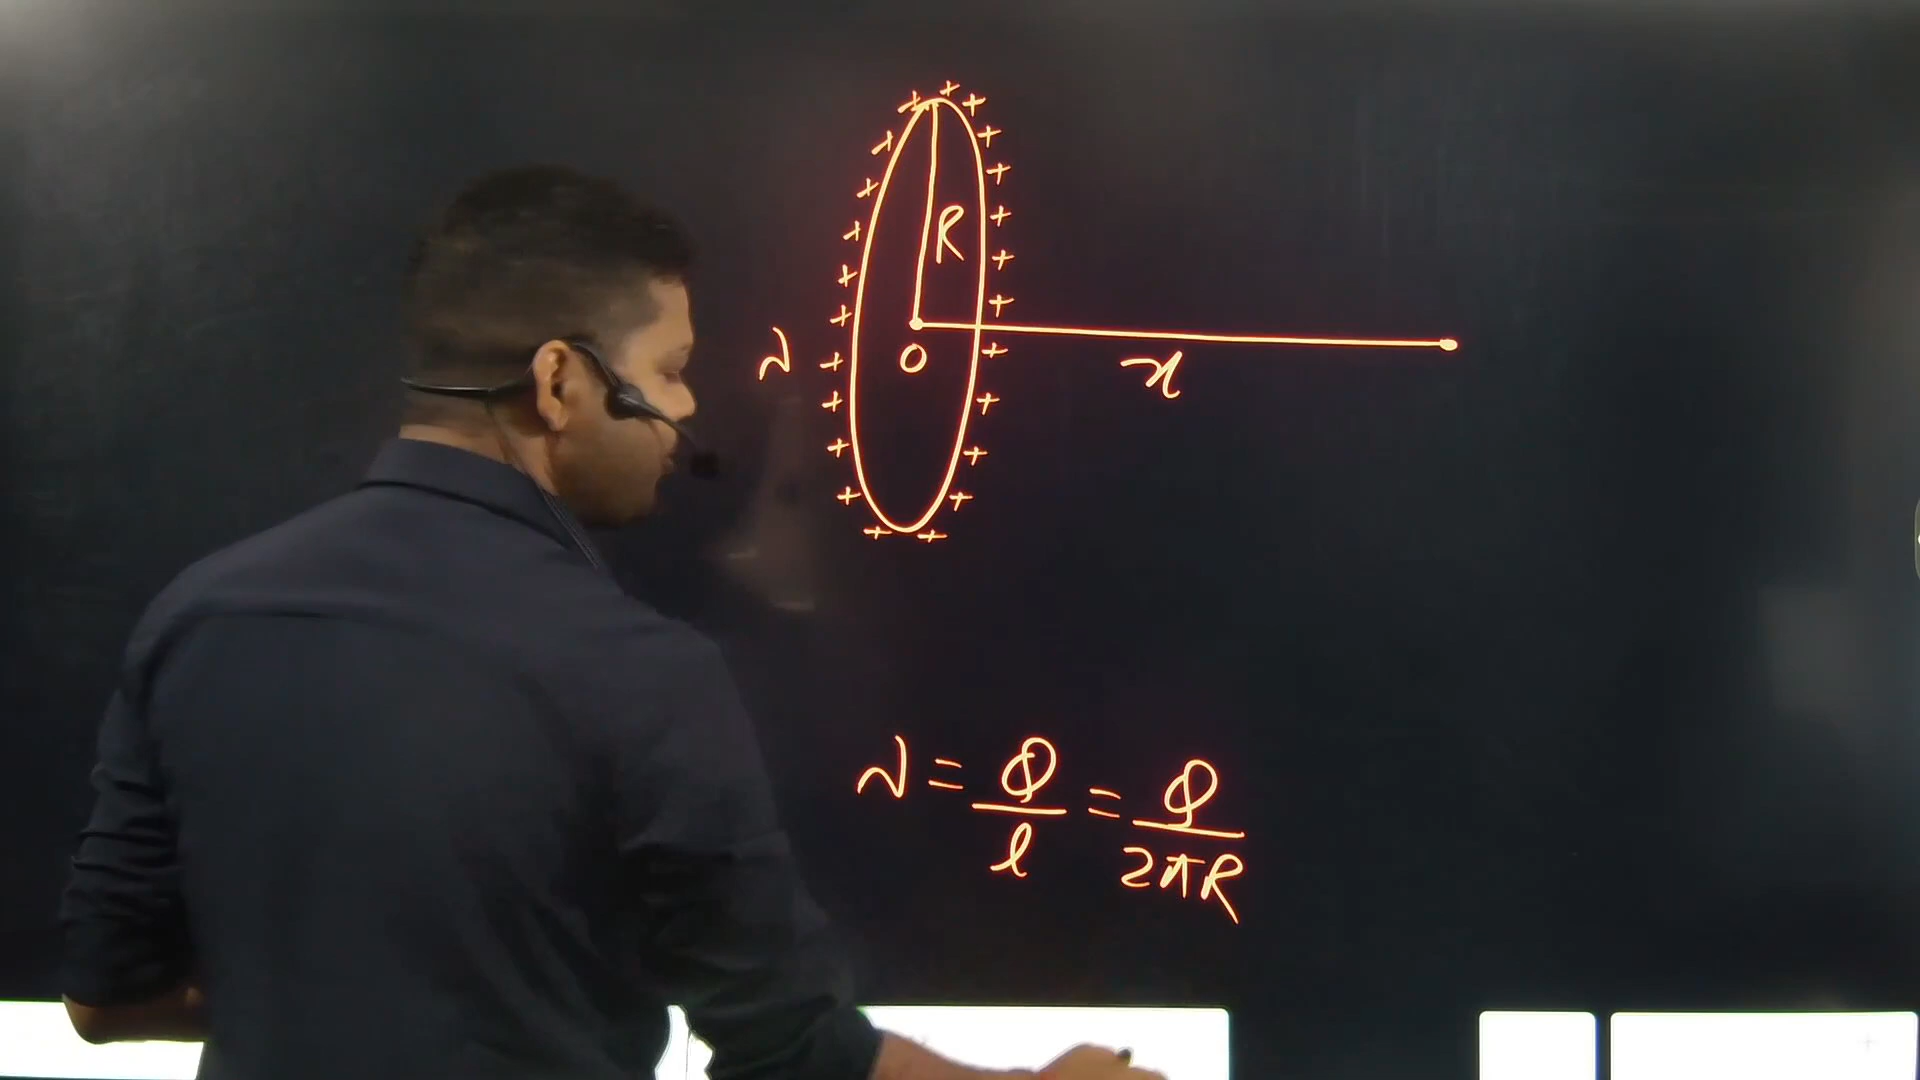 + + + + + + + + + + + + + + + + + + + + + + + + +
R
λ
O
x
λ = Q/l = Q/2πR